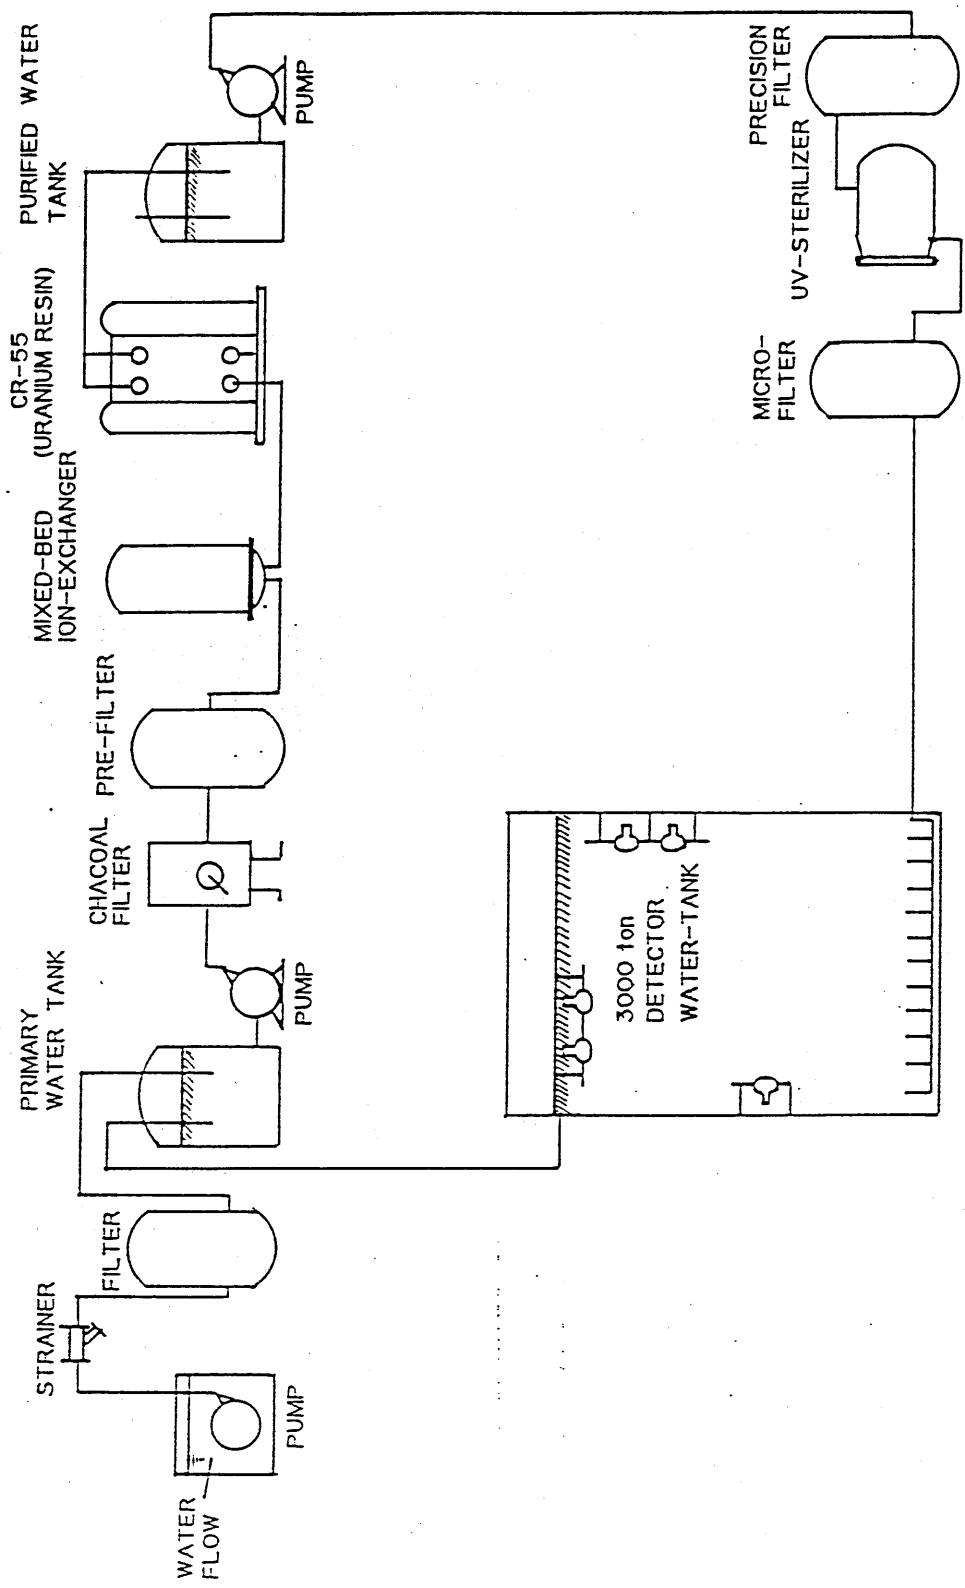 WATER
FLOW
PUMP
STRAINER
FILTER
PRIMARY
WATER TANK
PUMP
CHACOAL
FILTER
PRE-FILTER
MIXED-BED
ION-EXCHANGER
CR-55
(URANIUM RESIN)
PURIFIED WATER
TANK
PUMP
PRECISION
FILTER
UV-STERILIZER
MICRO-
FILTER
3000 ton
DETECTOR
WATER-TANK